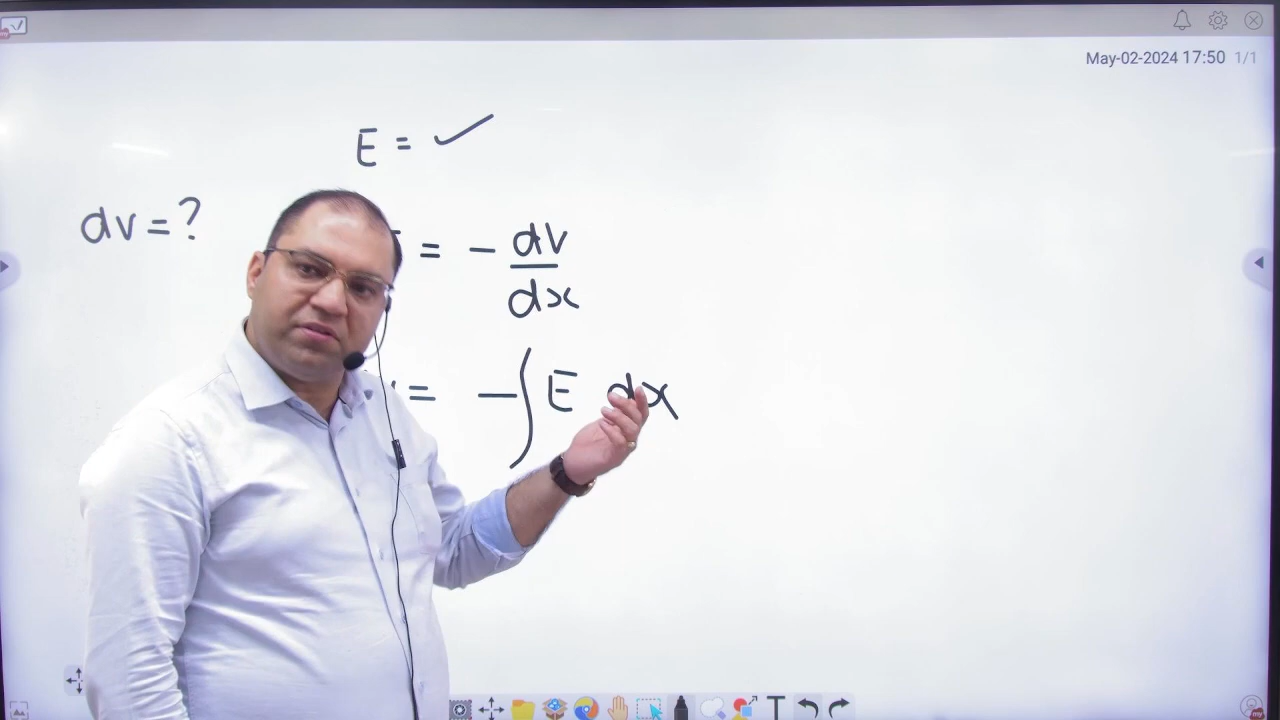 May-02-2024 17:50 1/1
E = ✓
dv = ?
= - dv/dx
= - ∫ E dx
T